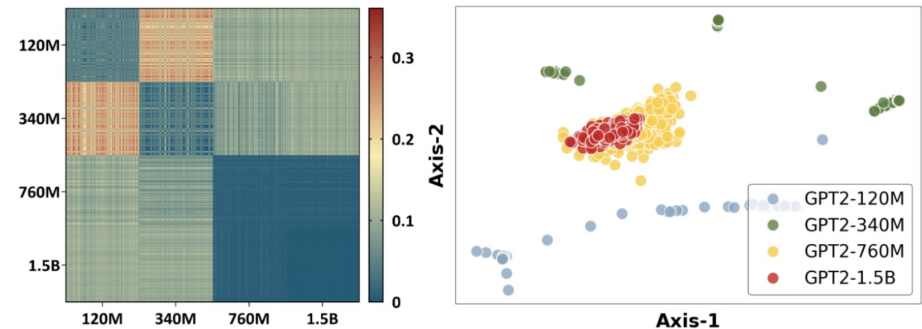 120M
340M
760M
1.5B
120M 340M 760M 1.5B
0.3
0.2
0.1
0
Axis-2
GPT2-120M
GPT2-340M
GPT2-760M
GPT2-1.5B
Axis-1